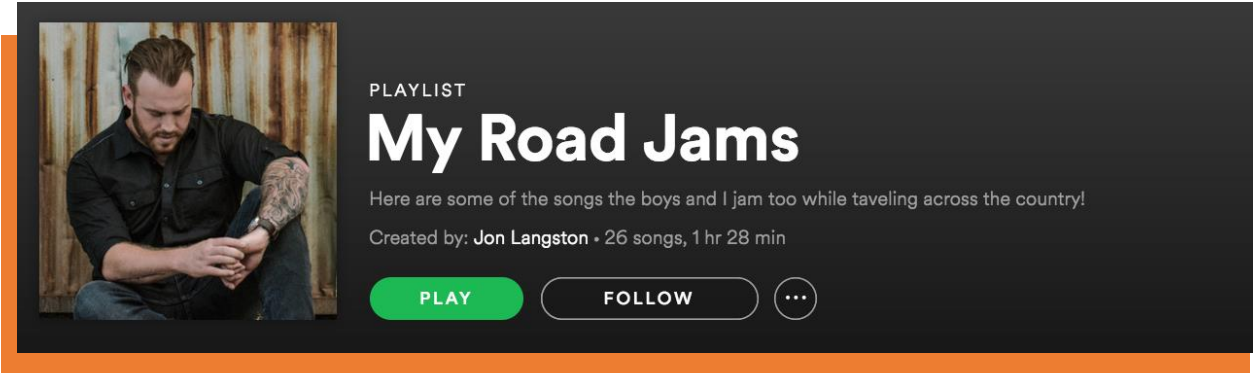 PLAYLIST
My Road Jams
Here are some of the songs the boys and I jam too while taveling across the country!
Created by: Jon Langston • 26 songs, 1 hr 28 min
PLAY
FOLLOW